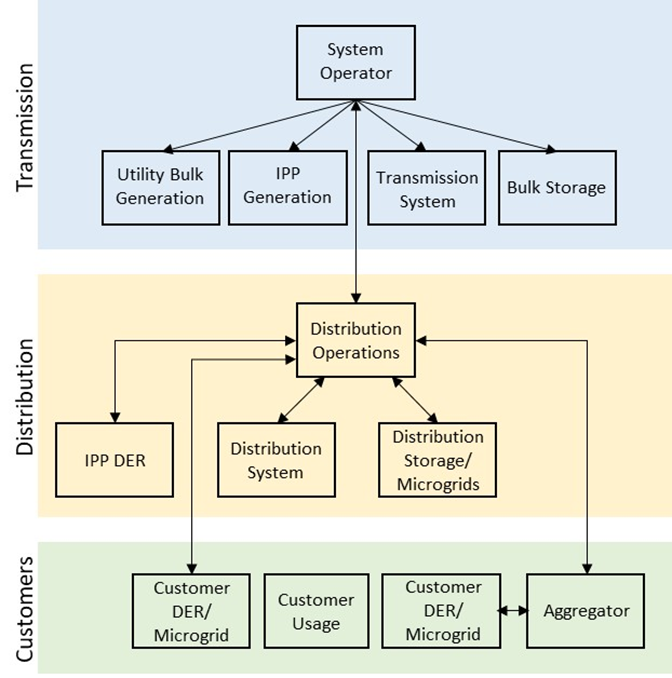 Transmission
System
Operator
Utility Bulk
Generation
IPP
Generation
Transmission
System
Bulk Storage
Distribution
Distribution
Operations
IPP DER
Distribution
System
Distribution
Storage/
Microgrids
Customers
Customer
DER/
Microgrid
Customer
Usage
Customer
DER/
Microgrid
Aggregator